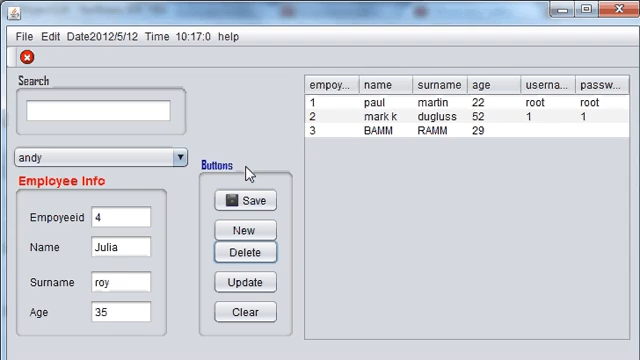 File Edit Date2012/5/12 Time 10:17:0 help
Search
andy
Employee Info
Empoyeeid 4
Name Julia
Surname roy
Age 35
Buttons
Save
New
Delete
Update
Clear
empoy... name surname age userna... passw...
1 paul martin 22 root root
2 mark k dugluss 52 1 1
3 BAMM RAMM 29